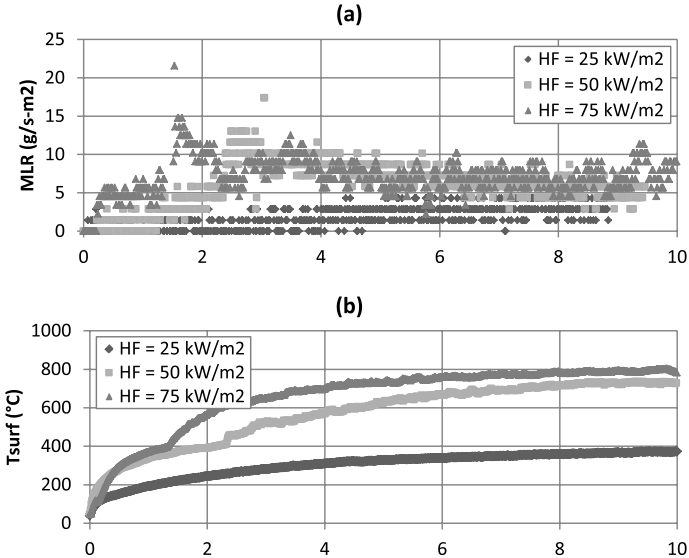 (a)
MLR (g/s-m2)
25
20
15
10
5
0
HF = 25 kW/m2
HF = 50 kW/m2
HF = 75 kW/m2
0 2 4 6 8 10
(b)
Tsurf (°C)
1000
800
600
400
200
0
HF = 25 kW/m2
HF = 50 kW/m2
HF = 75 kW/m2
0 2 4 6 8 10